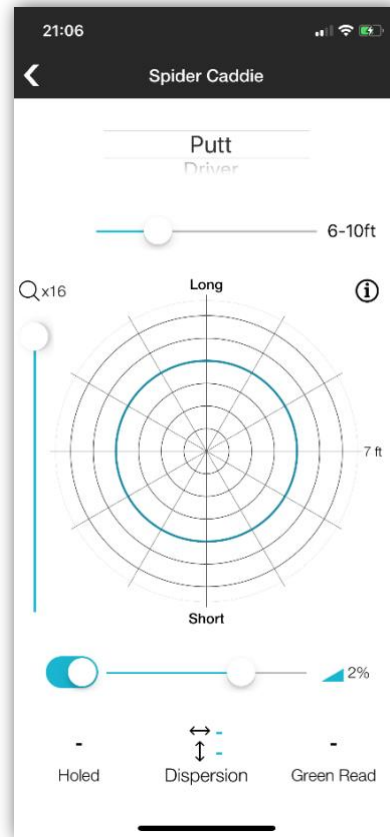 21:06
Spider Caddie
Putt
Driver
6-10ft
x16
Long
i
7 ft
Short
2%
- - -
-
Holed Dispersion Green Read